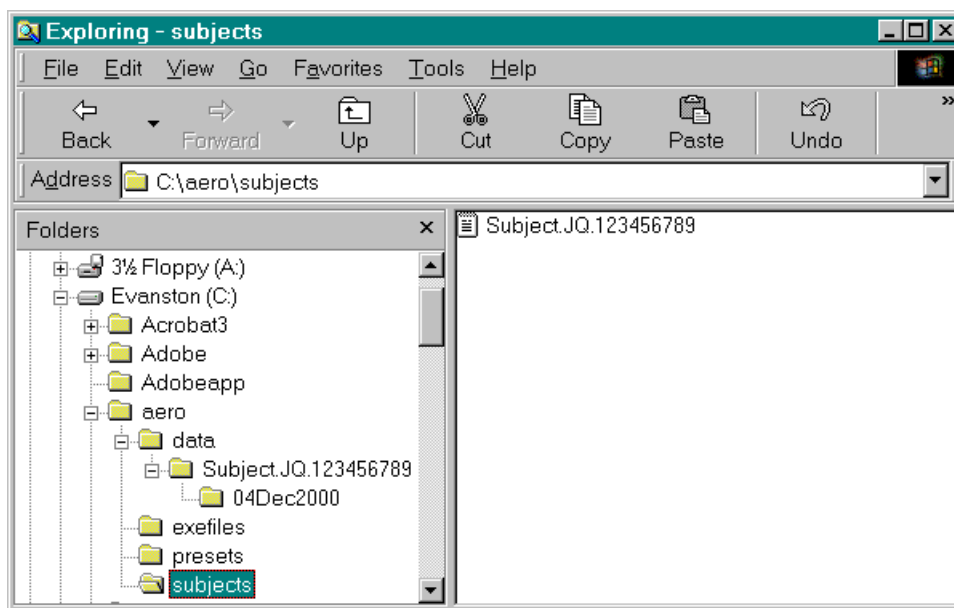 Exploring - subjects
File Edit View Go Favorites Tools Help
Back Forward Up Cut Copy Paste Undo »
Address C:\aero\subjects
Folders
3½ Floppy (A:)
Evanston (C:)
Acrobat3
Adobe
Adobeapp
aero
data
Subject.JQ.123456789
04Dec2000
exefiles
presets
subjects
Subject.JQ.123456789